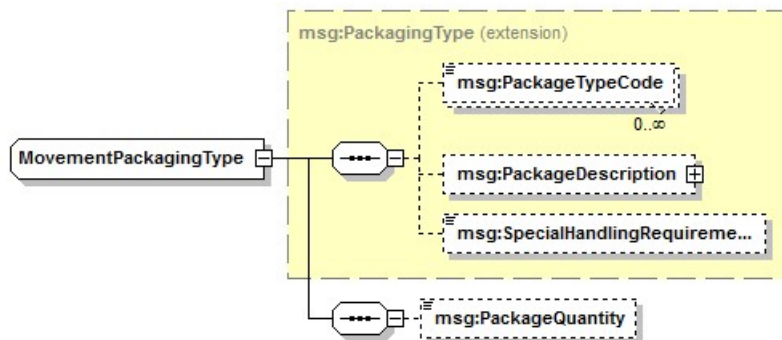 msg:PackagingType (extension)
msg:PackageTypeCode
0..∞
MovementPackagingType
msg:PackageDescription
msg:SpecialHandlingRequireme...
msg:PackageQuantity